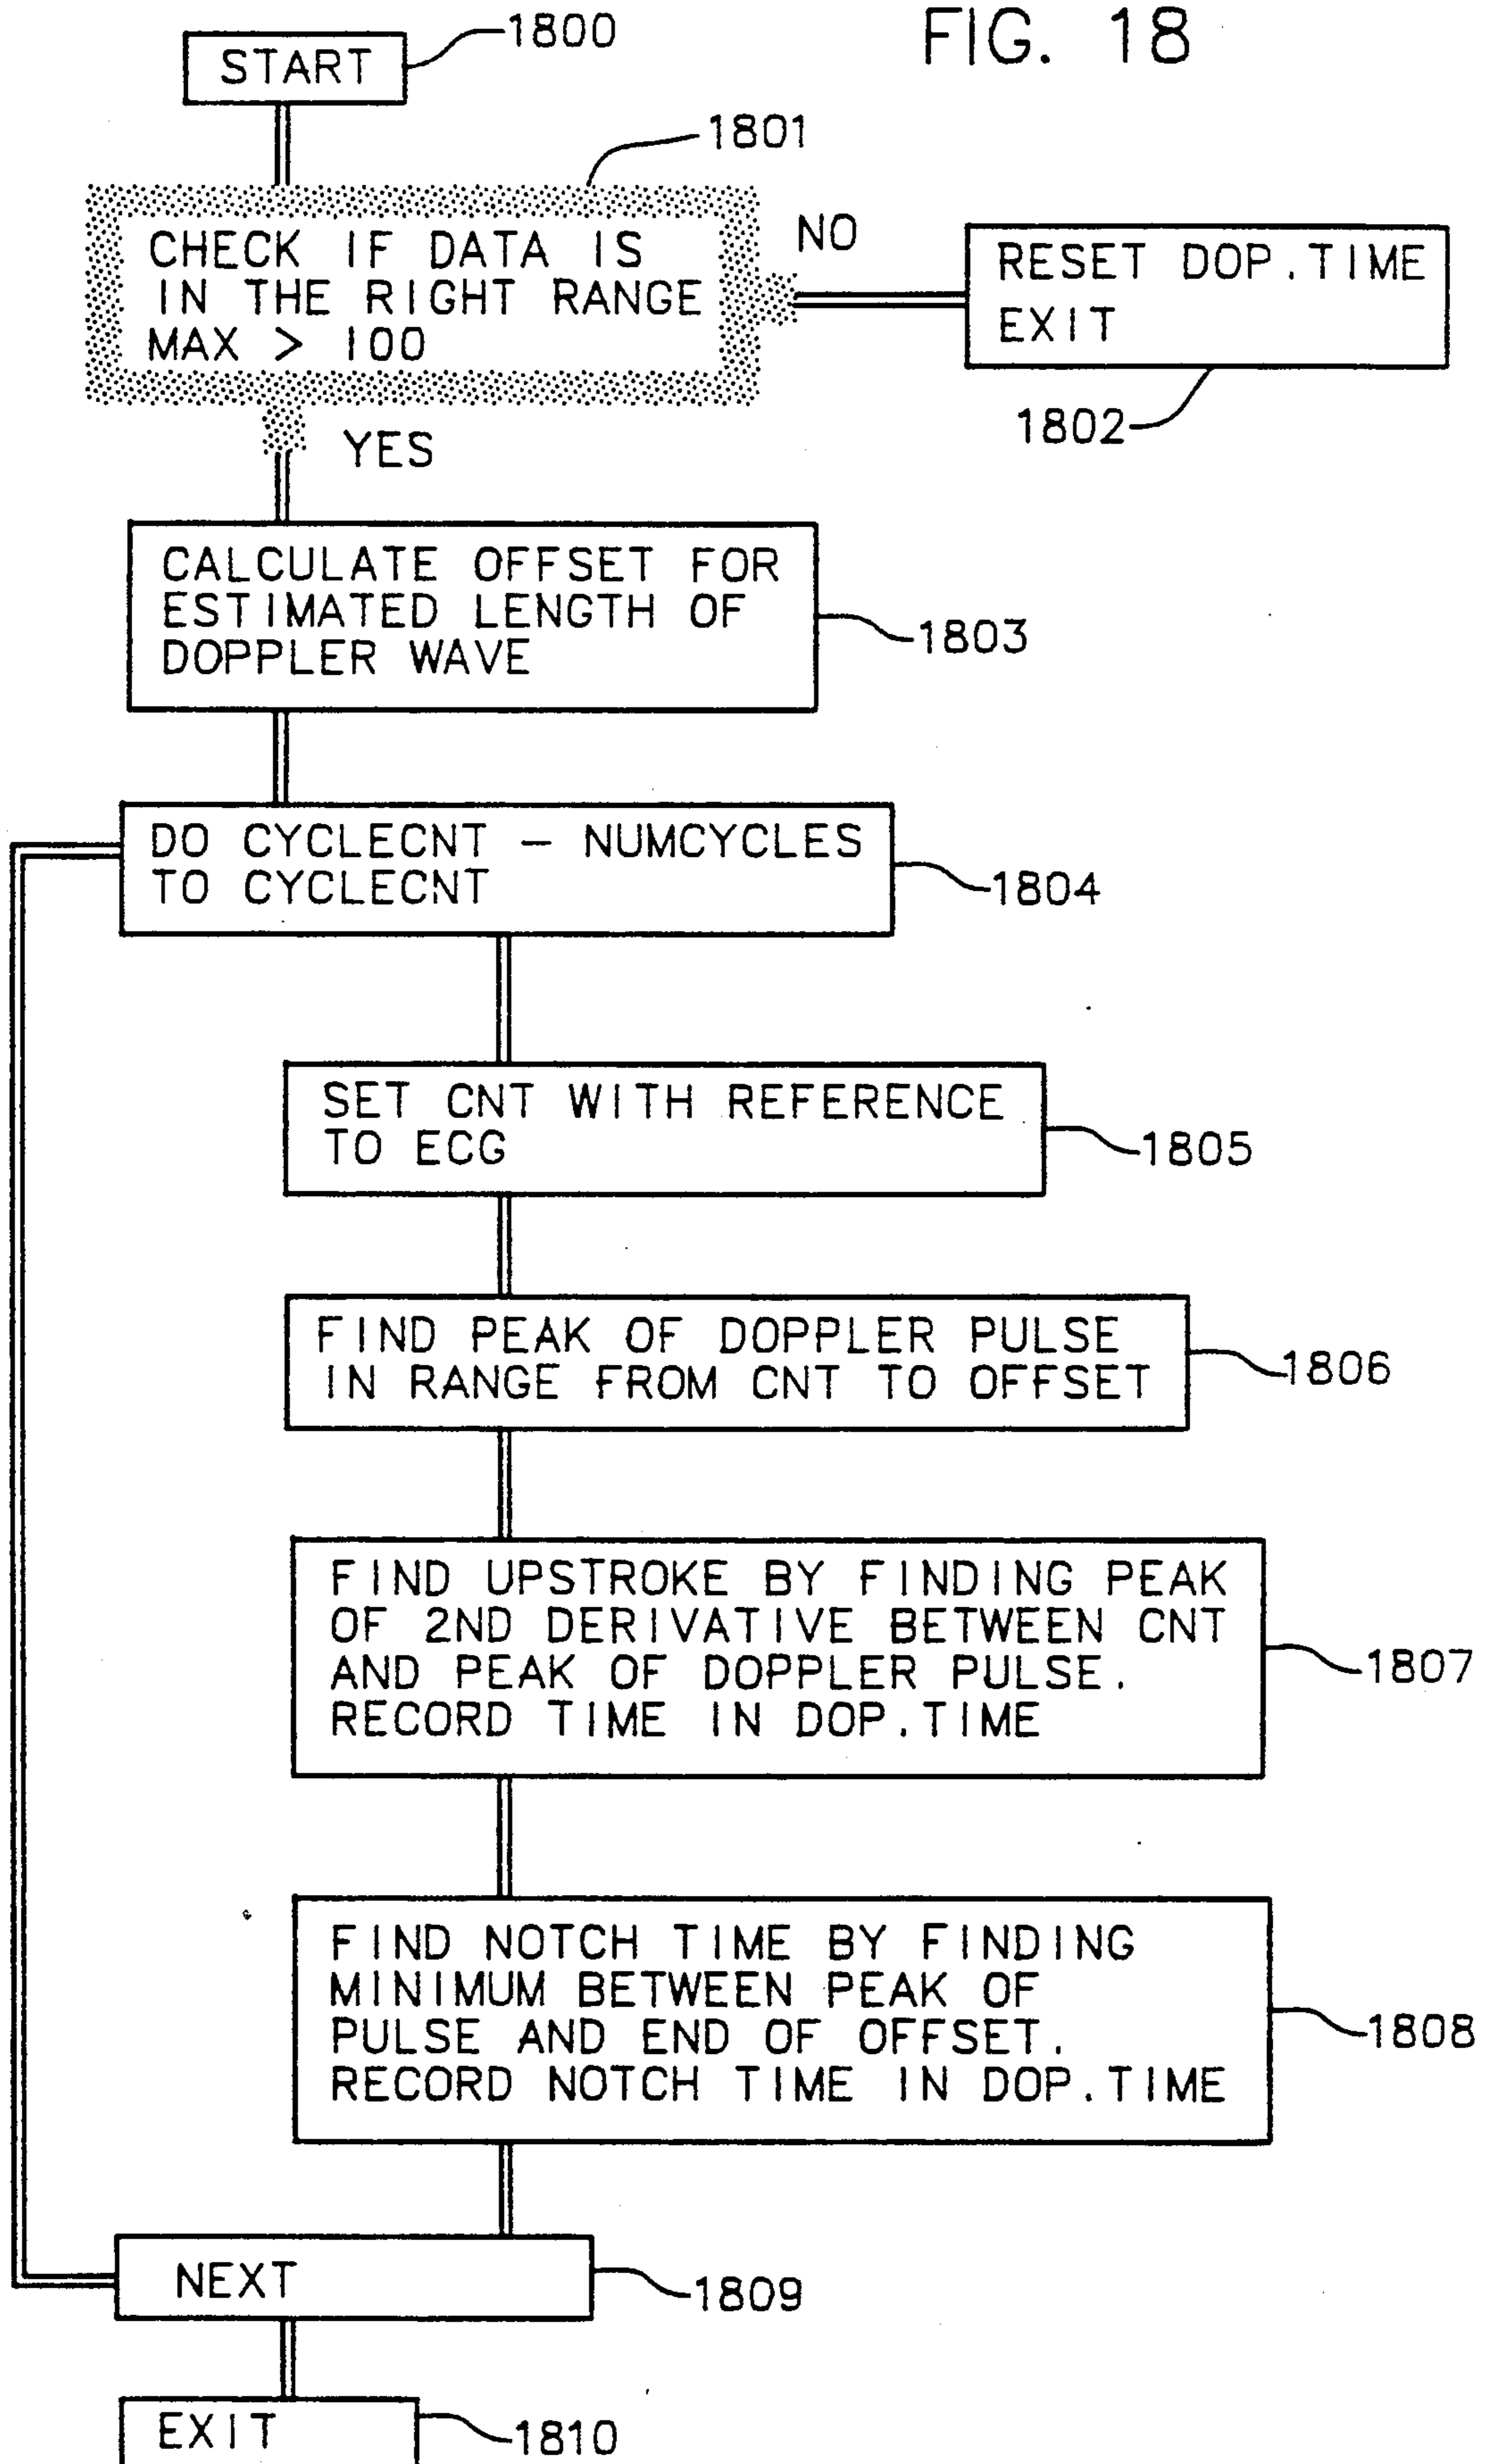 FIG. 18
START
1800
1801
CHECK IF DATA IS
IN THE RIGHT RANGE
MAX > 100
NO
RESET DOP.TIME
EXIT
1802
YES
CALCULATE OFFSET FOR
ESTIMATED LENGTH OF
DOPPLER WAVE
1803
DO CYCLECNT - NUMCYCLES
TO CYCLECNT
1804
SET CNT WITH REFERENCE
TO ECG
1805
FIND PEAK OF DOPPLER PULSE
IN RANGE FROM CNT TO OFFSET
1806
FIND UPSTROKE BY FINDING PEAK
OF 2ND DERIVATIVE BETWEEN CNT
AND PEAK OF DOPPLER PULSE.
RECORD TIME IN DOP.TIME
1807
FIND NOTCH TIME BY FINDING
MINIMUM BETWEEN PEAK OF
PULSE AND END OF OFFSET.
RECORD NOTCH TIME IN DOP.TIME
1808
NEXT
1809
EXIT
1810